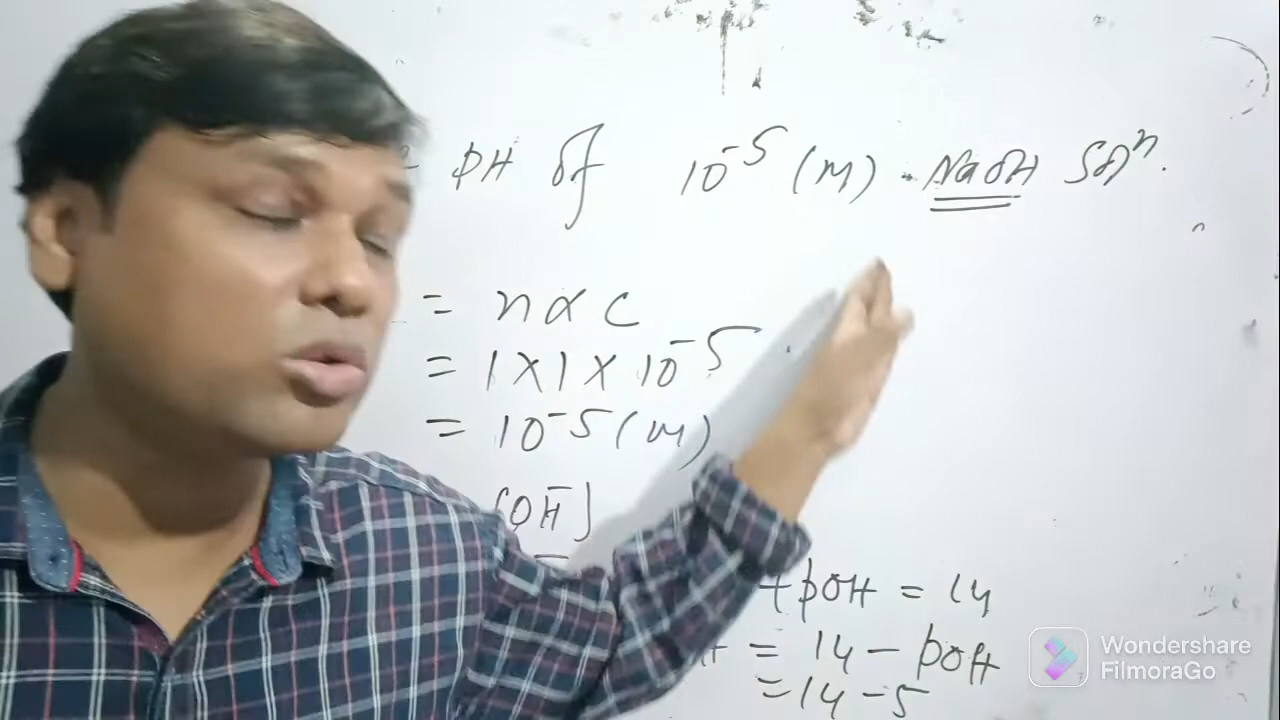 PH of 10⁻⁵ (M) NaOH Solⁿ.
= n α c
= 1 X 1 X 10⁻⁵
= 10⁻⁵ (M)
[OH⁻]
+ pOH = 14
H = 14 - pOH
= 14 - 5
Wondershare
FilmoraGo